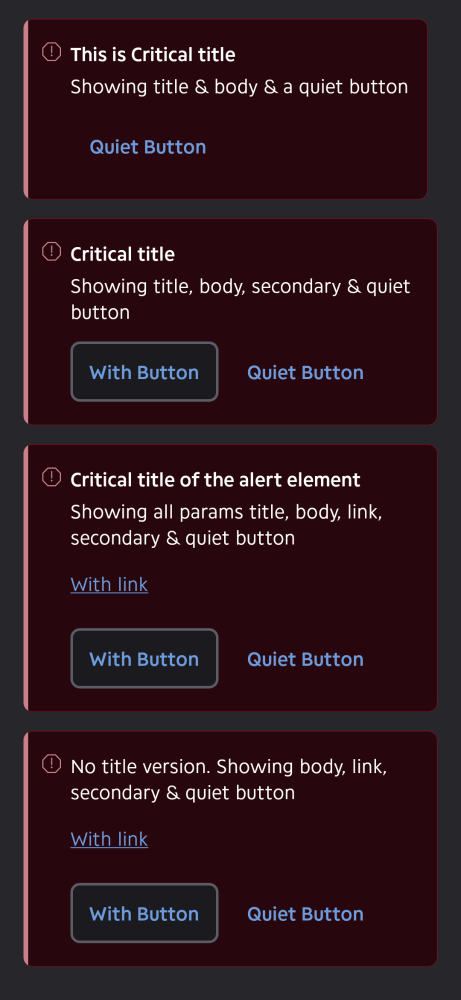 This is Critical title
Showing title & body & a quiet button
Quiet Button
Critical title
Showing title, body, secondary & quiet
button
With Button
Quiet Button
Critical title of the alert element
Showing all params title, body, link,
secondary & quiet button
With link
With Button
Quiet Button
No title version. Showing body, link,
secondary & quiet button
With link
With Button
Quiet Button